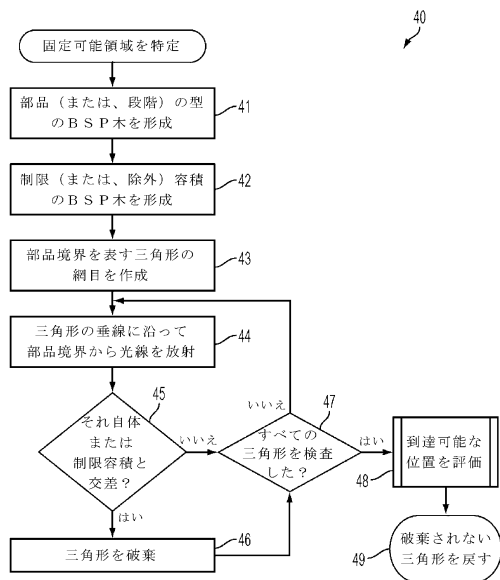 40
固定可能領域を特定
部品（または、段階）の型
のＢＳＰ木を形成
41
制限（または、除外）容積
のＢＳＰ木を形成
42
部品境界を表す三角形の
網目を作成
43
三角形の垂線に沿って
部品境界から光線を放射
44
それ自体
または
制限容積と
交差？
45
いいえ
はい
三角形を破棄
46
すべての
三角形を検査
した？
47
いいえ
はい
到達可能な
位置を評価
48
破棄されない
三角形を戻す
49